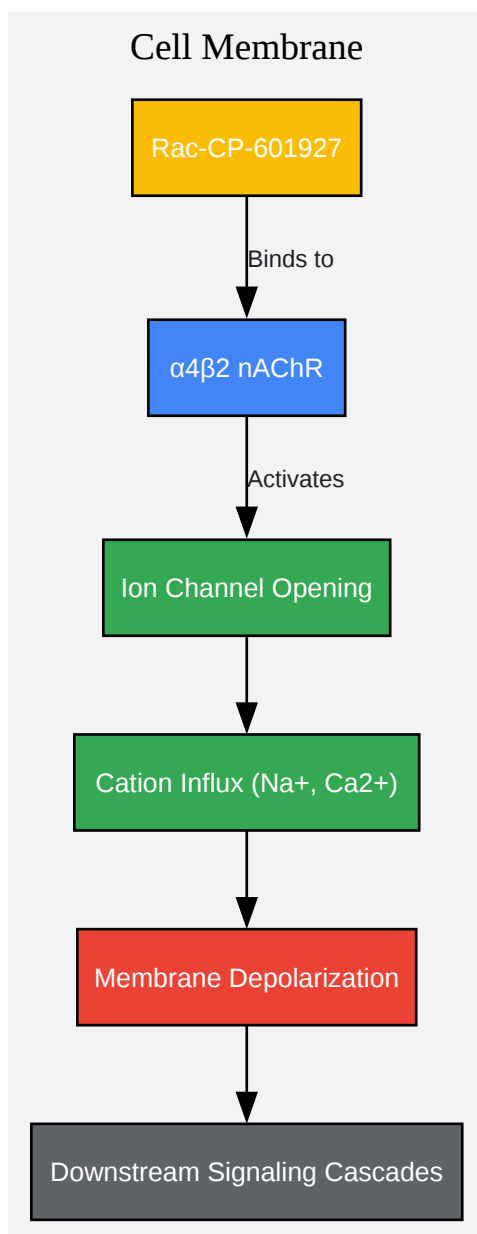 Cell Membrane
Rac-CP-601927
Binds to
α4β2 nAChR
Activates
Ion Channel Opening
Cation Influx (Na+, Ca2+)
Membrane Depolarization
Downstream Signaling Cascades